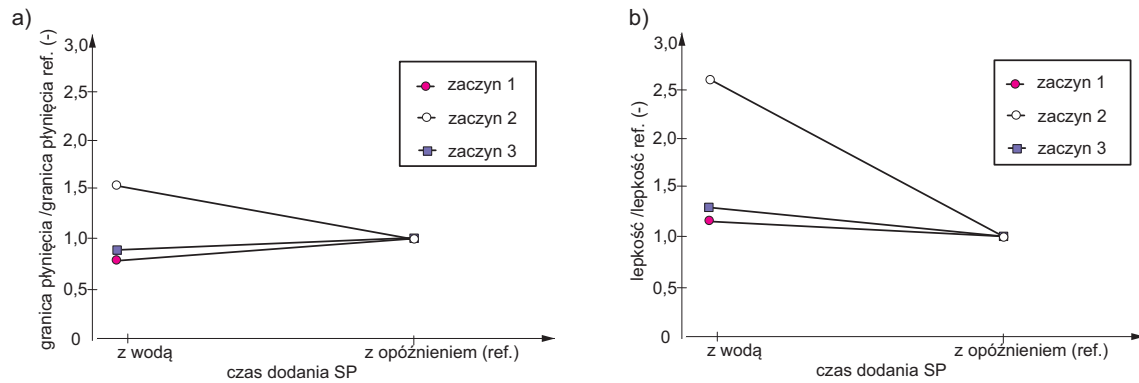 a)
granica płynięcia /granica płynięcia ref. (-)
3,0
2,5
2,0
1,5
1,0
0,5
0
zaczyn 1
zaczyn 2
zaczyn 3
z wodą
z opóźnieniem (ref.)
czas dodania SP
b)
lepkość /lepkość ref. (-)
3,0
2,5
2,0
1,5
1,0
0,5
0
zaczyn 1
zaczyn 2
zaczyn 3
z wodą
z opóźnieniem (ref.)
czas dodania SP